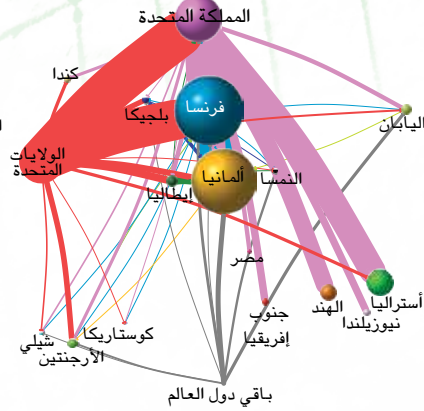 المملكة المتحدة
كندا
فرنسا
بلجيكا
اليابان
الولايات
المتحدة
ألمانيا
النمسا
إيطاليا
مصر
أستراليا
الهند
نيوزيلندا
جنوب
إفريقيا
كوستاريكا
شيلي
الأرجنتين
باقي دول العالم